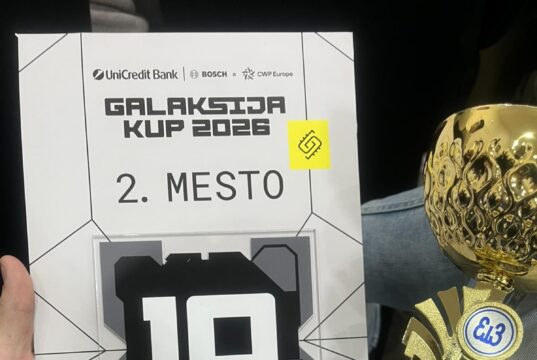 UniCredit Bank | BOSCH × CWP Europe
GALAKSIJA
KUP 2026
2. MESTO